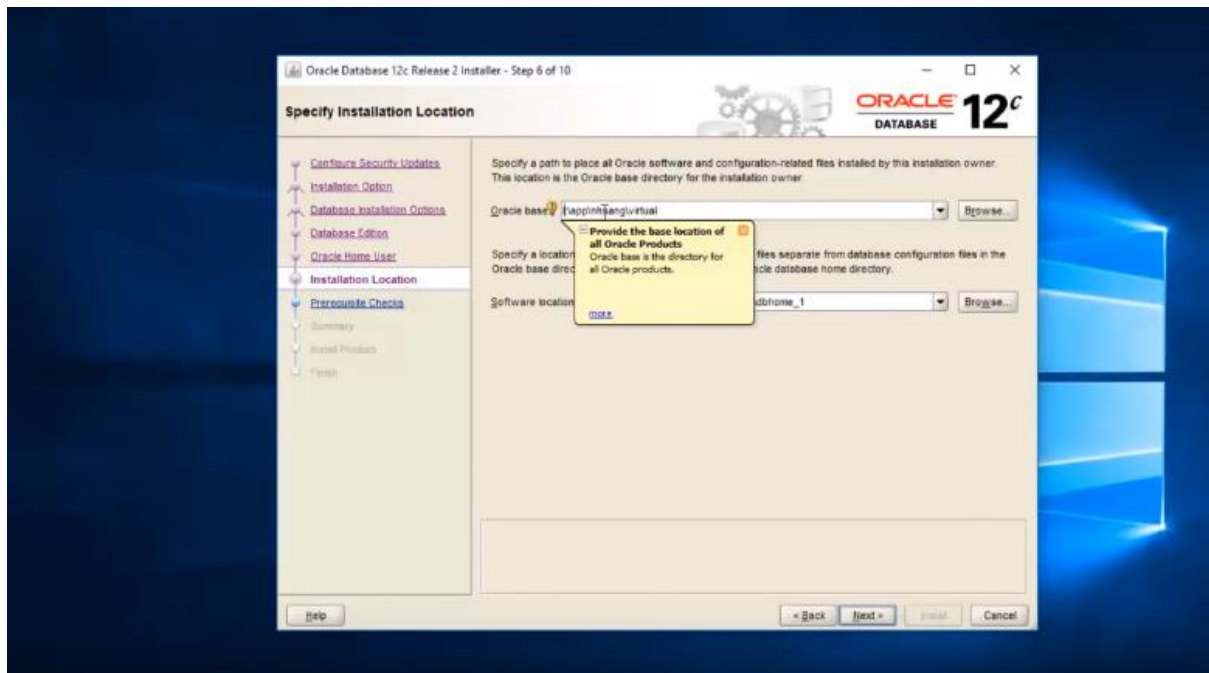 Oracle Database 12c Release 2 Installer - Step 6 of 10
Specify Installation Location
ORACLE
DATABASE
12c
Configure Security Updates
Installation Option
Database Installation Options
Database Edition
Oracle Home User
Installation Location
Prerequisite Checks
Summary
Install Product
Finish
Specify a path to place all Oracle software and configuration-related files installed by this installation owner.
This location is the Oracle base directory for the installation owner.
Oracle base
\virtual
Browse...
Provide the base location of
all Oracle Products
Oracle base is the directory for
all Oracle products.
more
Specify a location
files separate from database configuration files in the
Oracle base direc
cle database home directory.
Software location
dbhome_1
Browse...
Help
< Back
Next >
Install
Cancel